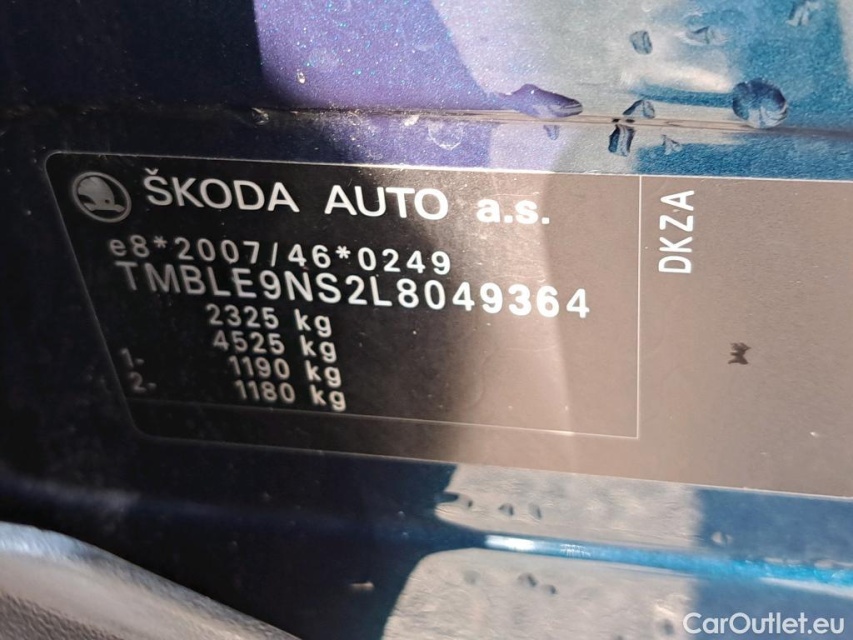 ŠKODA AUTO a.s.
e8*2007/46*0249
TMBLE9NS2L8049364
2325 kg
4525 kg
1- 1190 kg
2- 1180 kg
DKZA
CarOutlet.eu